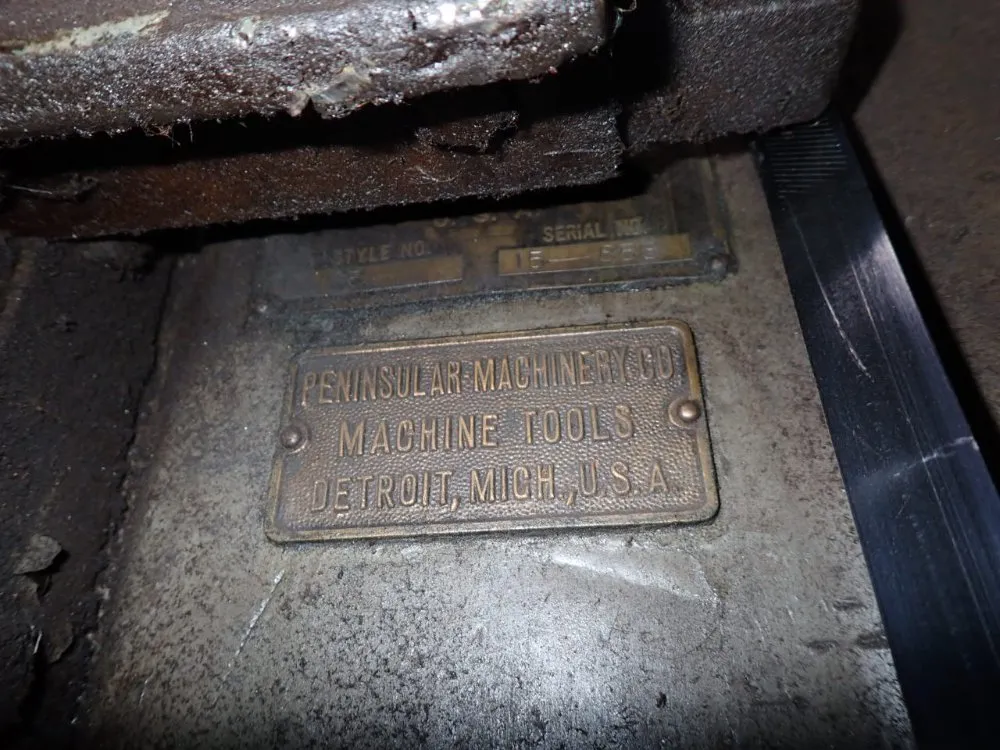 U. S. A.
STYLE NO. SERIAL NO.
PENINSULAR MACHINERY CO
MACHINE TOOLS
DETROIT, MICH., U.S.A.